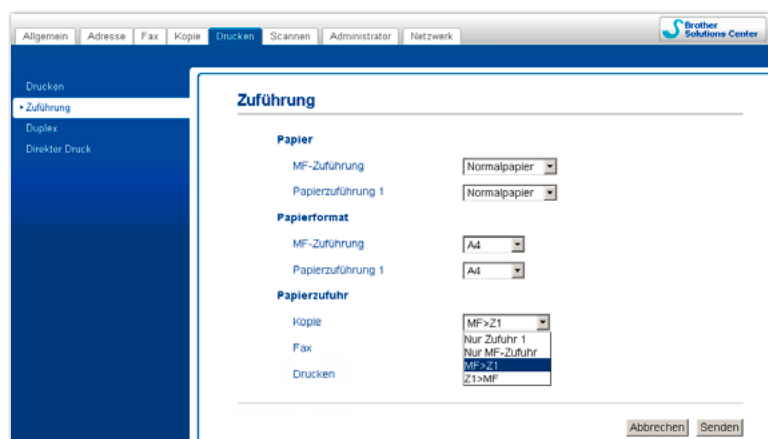 Allgemein Adresse Fax Kopie Drucken Scannen Administrator Netzwerk
Brother
Solutions Center
Drucken
Zuführung
Duplex
Direkter Druck
Zuführung
Papier
MF-Zuführung Normalpapier
Papierzuführung 1 Normalpapier
Papierformat
MF-Zuführung A4
Papierzuführung 1 A4
Papierzufuhr
Kopie MF>Z1
Nur Zufuhr 1
Fax Nur MF-Zufuhr
MF>Z1
Drucken Z1>MF
Abbrechen Senden